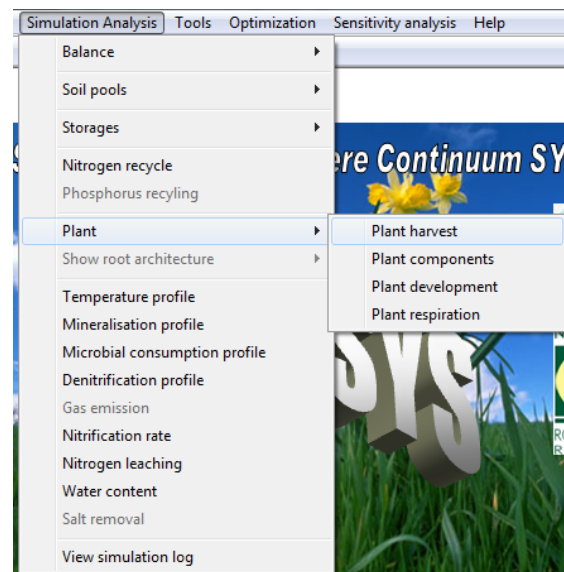 Simulation Analysis Tools Optimization Sensitivity analysis Help
Balance
Soil pools
Storages
ere Continuum SY
Nitrogen recycle
Phosphorus recyling
Plant
Plant harvest
Show root architecture
Plant components
Plant development
Plant respiration
Temperature profile
Mineralisation profile
Microbial consumption profile
SYS
Denitrification profile
Gas emission
Nitrification rate
Nitrogen leaching
Water content
Salt removal
View simulation log